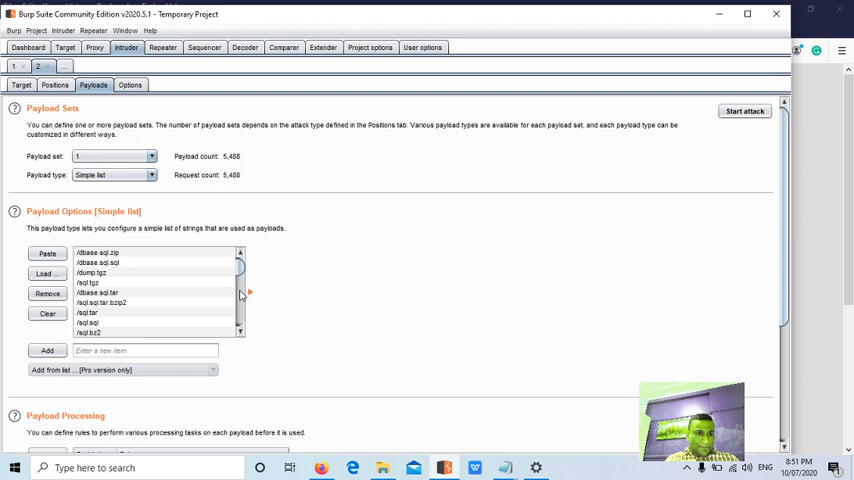 Burp Suite Community Edition v2020.5.1 - Temporary Project
Burp Project Intruder Repeater Window Help
Dashboard Target Proxy Intruder Repeater Sequencer Decoder Comparer Extender Project options User options
1 × 2 × ...
Target Positions Payloads Options
? Payload Sets
Start attack
You can define one or more payload sets. The number of payload sets depends on the attack type defined in the Positions tab. Various payload types are available for each payload set, and each payload type can be
customized in different ways.
Payload set: 1 Payload count: 5,488
Payload type: Simple list Request count: 5,488
? Payload Options [Simple list]
This payload type lets you configure a simple list of strings that are used as payloads.
Paste
Load ...
Remove
Clear
/dbase.sql.zip
/dbase.sql.sql
/dump.tgz
/sql.tgz
/dbase.sql.tar
/sql.sql.tar.bzip2
/sql.tar
/sql.sql
/sql.bz2
Add Enter a new item
Add from list ... [Pro version only]
? Payload Processing
You can define rules to perform various processing tasks on each payload before it is used.
Type here to search
ENG
8:51 PM
10/07/2020